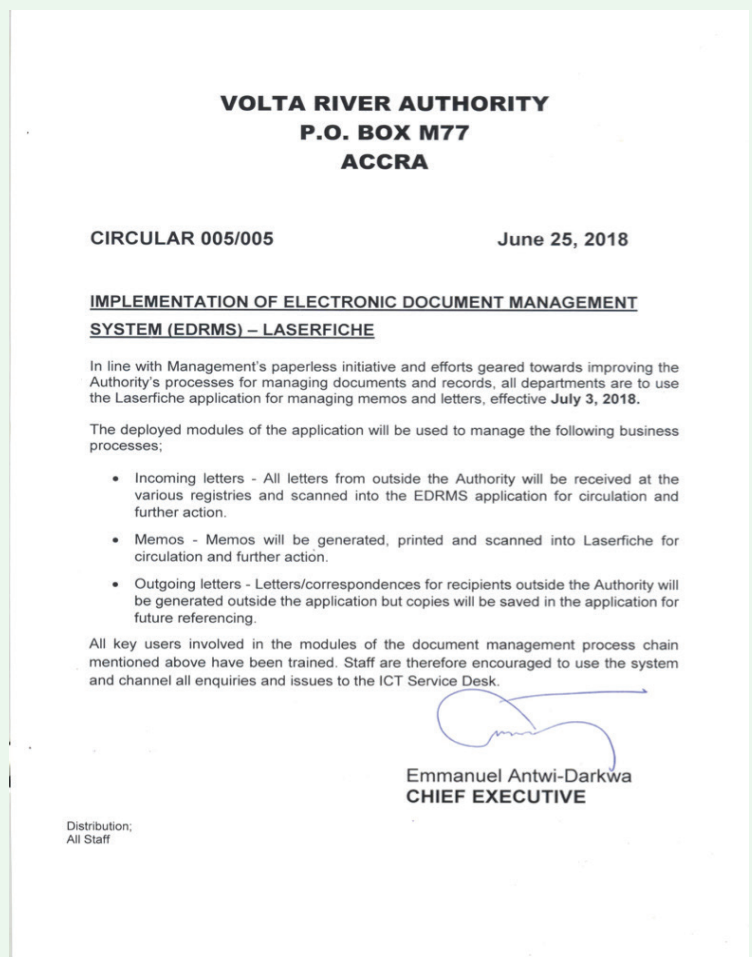 VOLTA RIVER AUTHORITY
P.O. BOX M77
ACCRA
CIRCULAR 005/005 June 25, 2018
IMPLEMENTATION OF ELECTRONIC DOCUMENT MANAGEMENT
SYSTEM (EDRMS) – LASERFICHE
In line with Management's paperless initiative and efforts geared towards improving the
Authority's processes for managing documents and records, all departments are to use
the Laserfiche application for managing memos and letters, effective July 3, 2018.
The deployed modules of the application will be used to manage the following business
processes;
• Incoming letters - All letters from outside the Authority will be received at the
various registries and scanned into the EDRMS application for circulation and
further action.
• Memos - Memos will be generated, printed and scanned into Laserfiche for
circulation and further action.
• Outgoing letters - Letters/correspondences for recipients outside the Authority will
be generated outside the application but copies will be saved in the application for
future referencing.
All key users involved in the modules of the document management process chain
mentioned above have been trained. Staff are therefore encouraged to use the system
and channel all enquiries and issues to the ICT Service Desk.
Emmanuel Antwi-Darkwa
CHIEF EXECUTIVE
Distribution;
All Staff